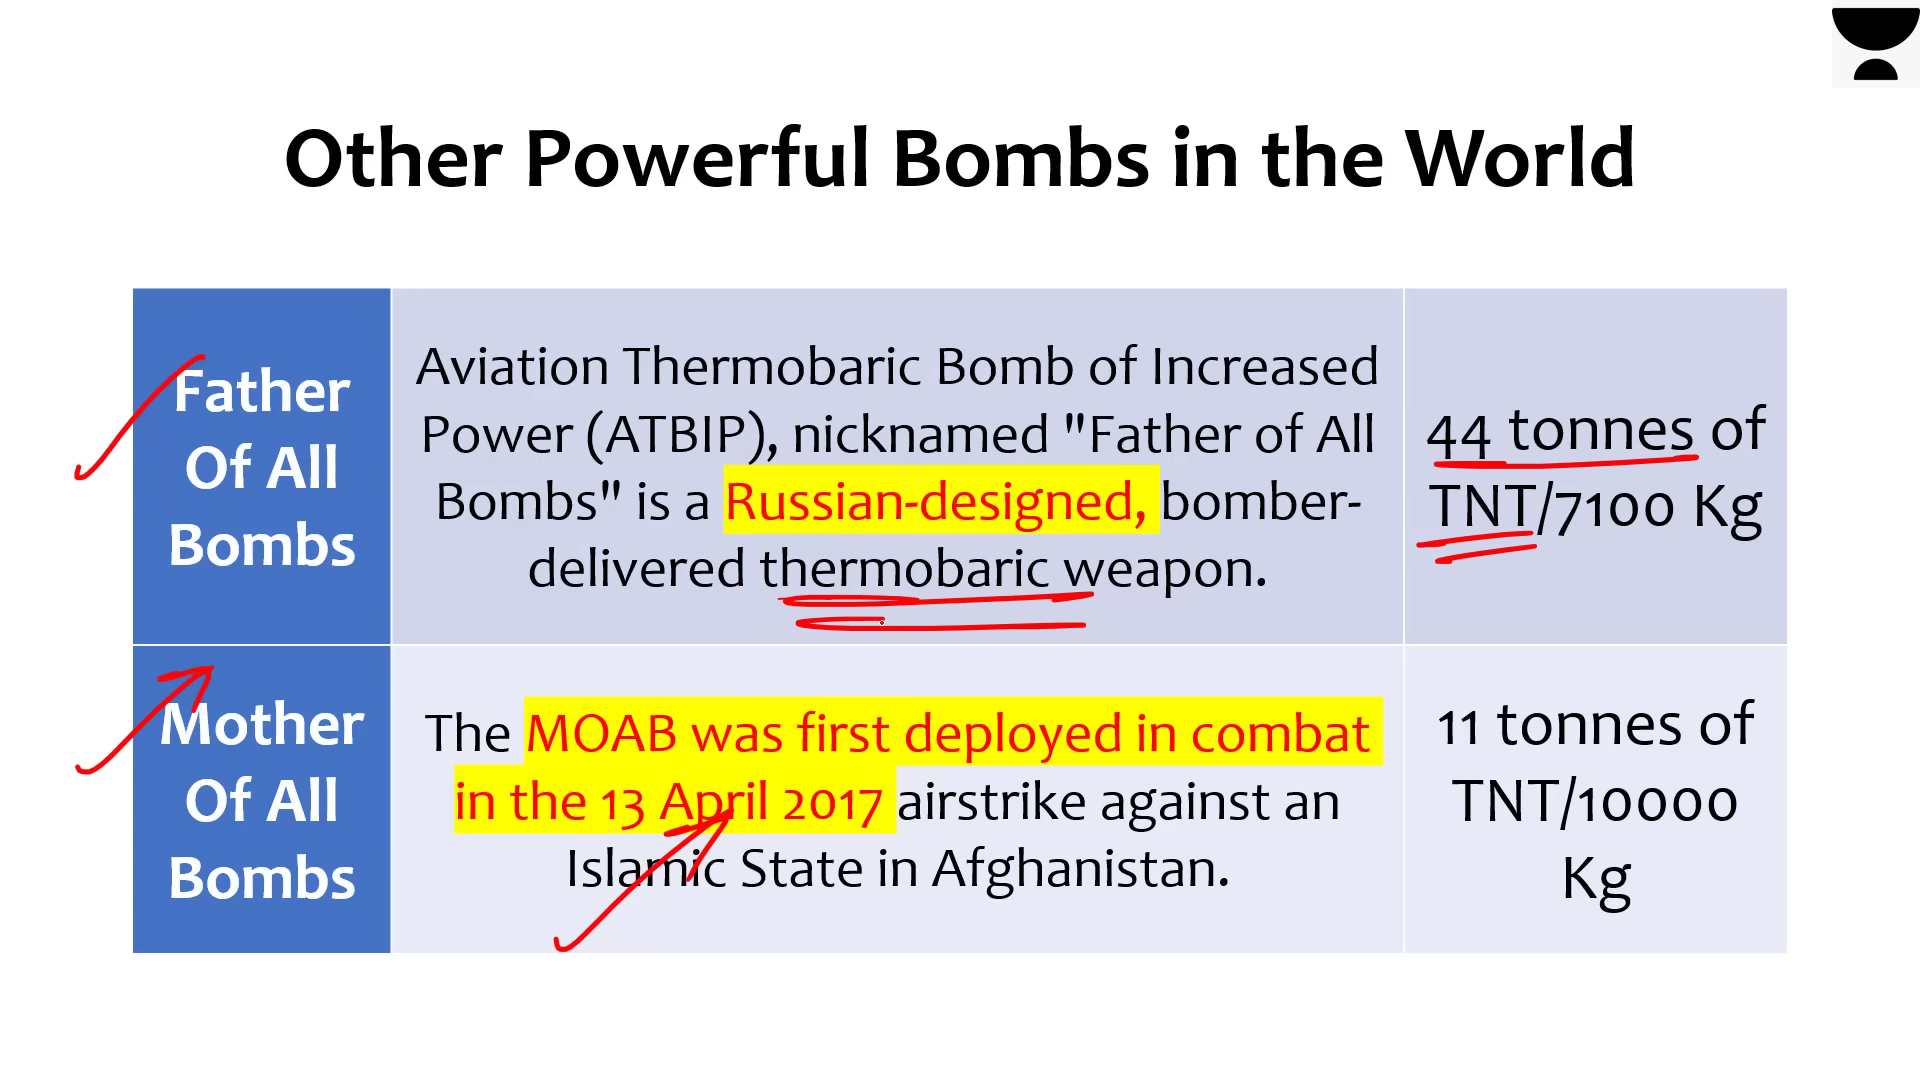 Other Powerful Bombs in the World
Father
Of All
Bombs
Aviation Thermobaric Bomb of Increased
Power (ATBIP), nicknamed "Father of All
Bombs" is a Russian-designed, bomber-
delivered thermobaric weapon.
44 tonnes of
TNT/7100 Kg
Mother
Of All
Bombs
The MOAB was first deployed in combat
in the 13 April 2017 airstrike against an
Islamic State in Afghanistan.
11 tonnes of
TNT/10000
Kg